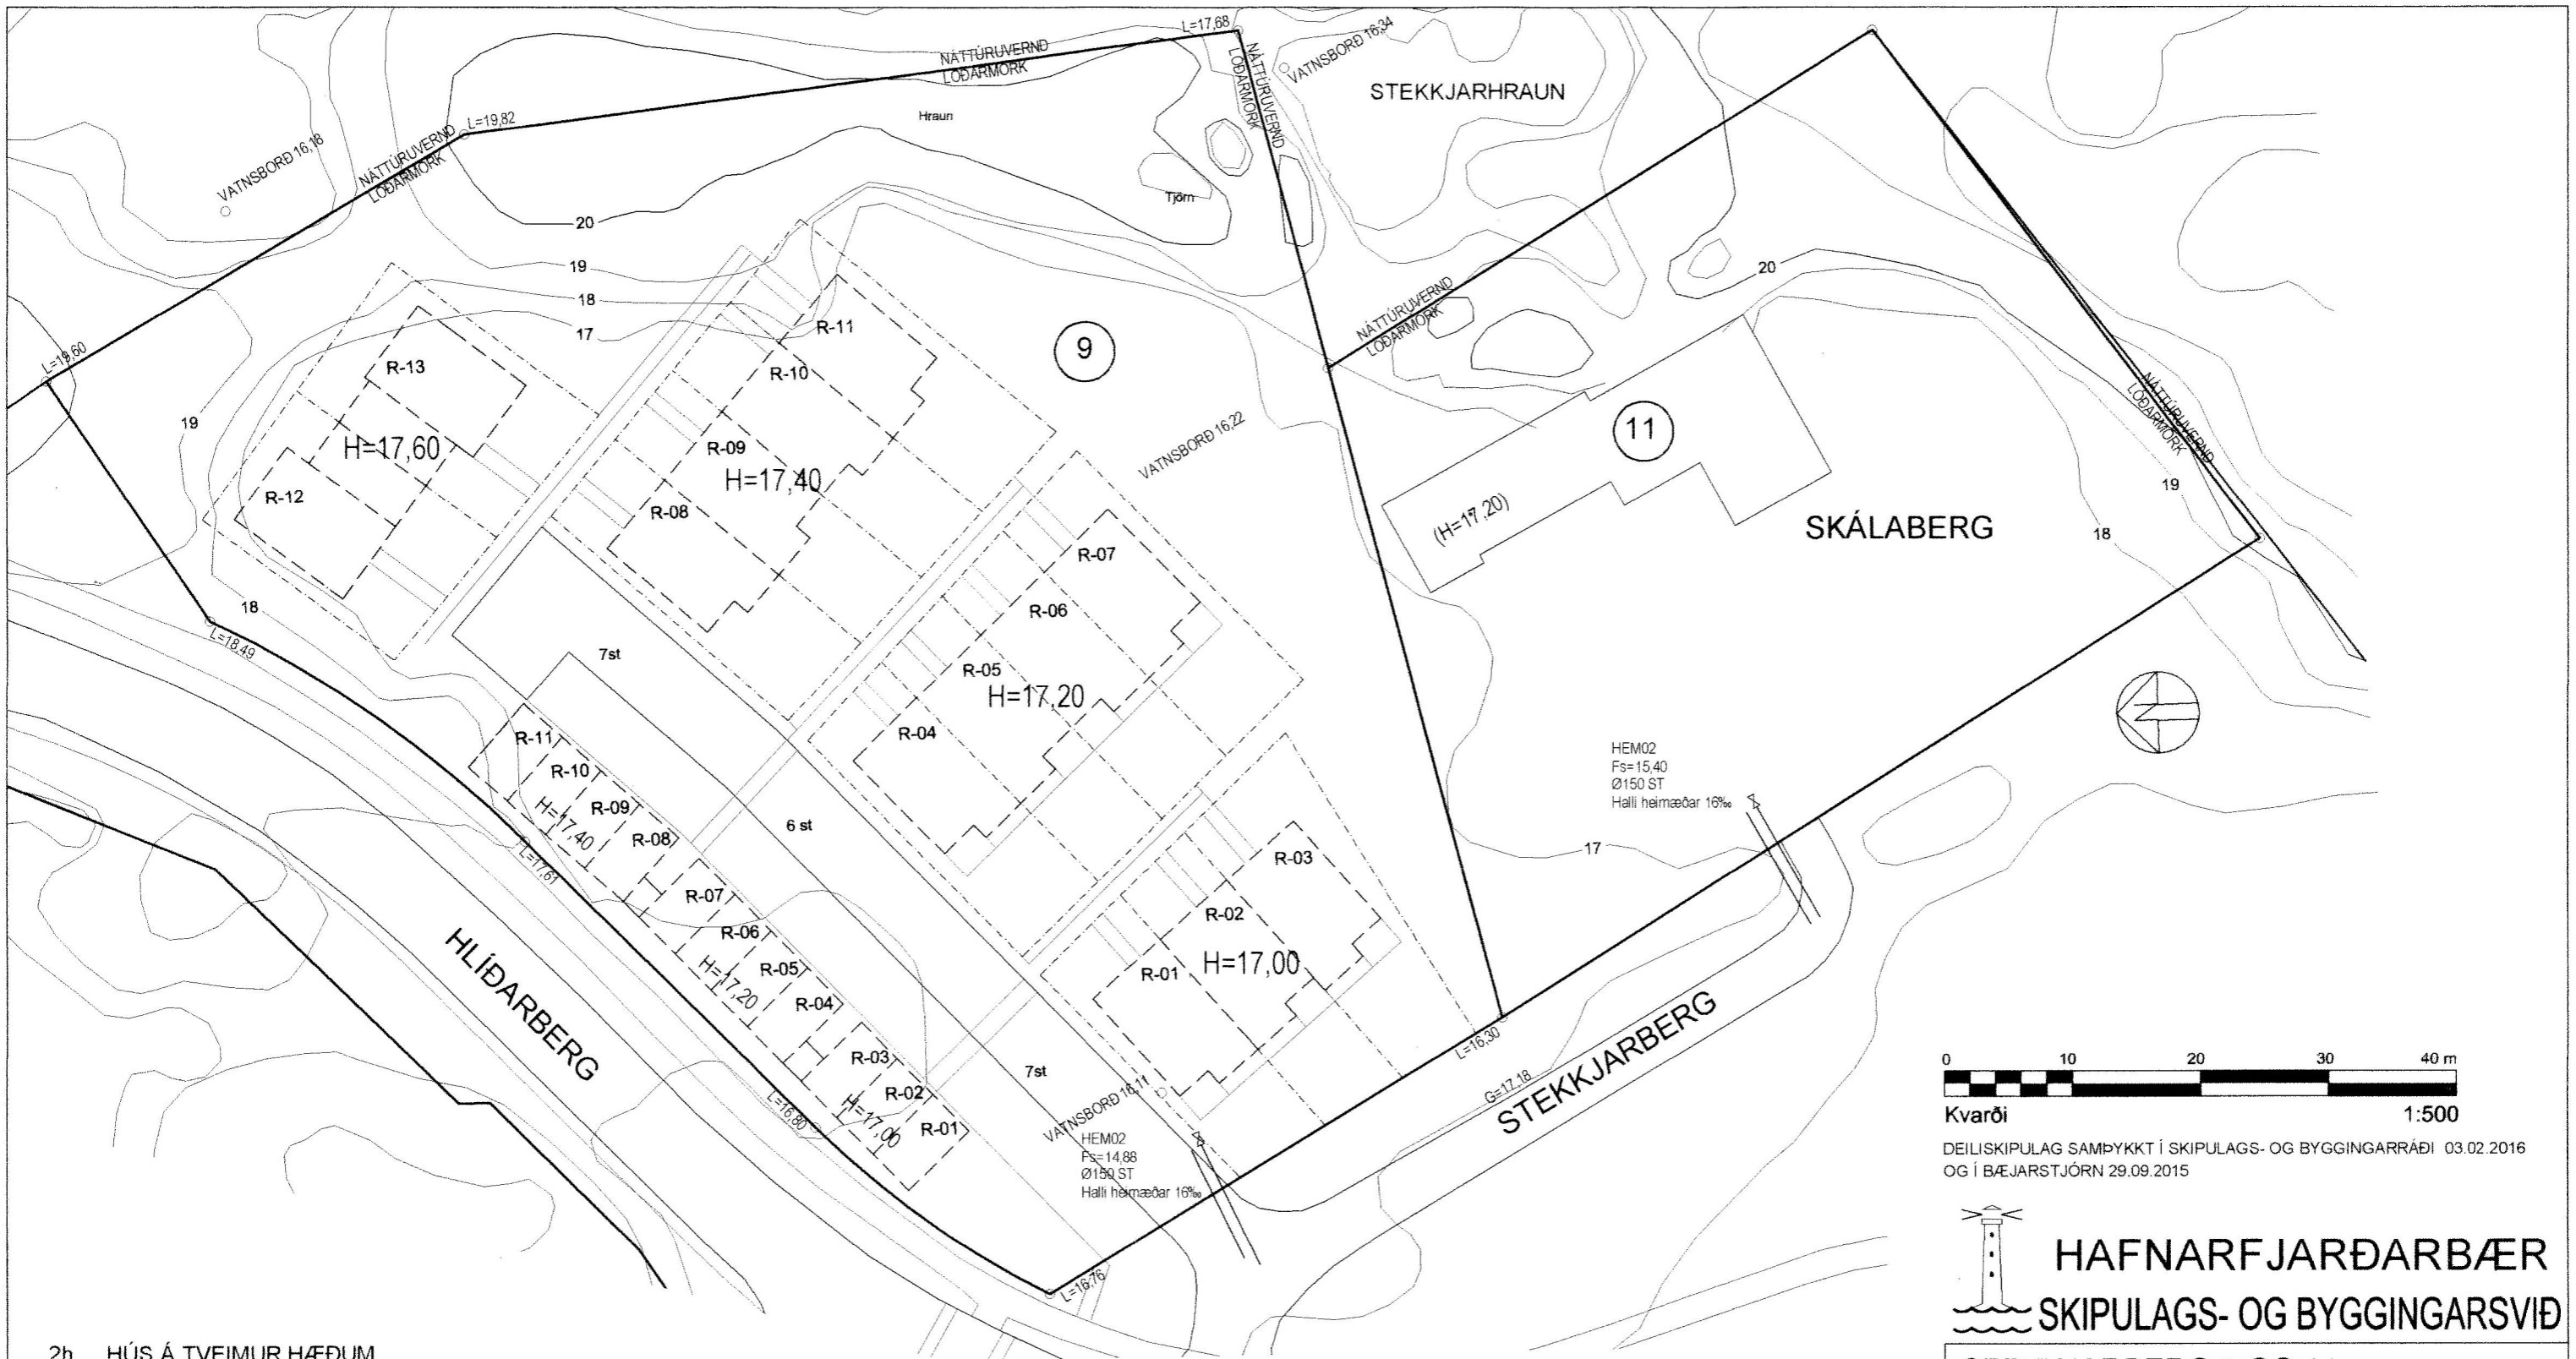 L=17,68
NÁTTÚRUVERND
LÓÐARMÖRK
NÁTTÚRUVERND
LÓÐARMÖRK
VATNSBORÐ 16,34
STEKKJARHRAUN
L=19,82
Hraun
VATNSBORÐ 16,18
NÁTTÚRUVERND
LÓÐARMÖRK
Tjörn
20
19
18
17
20
NÁTTÚRUVERND
LÓÐARMÖRK
L=19,60
R-11
R-10
R-13
9
11
NÁTTÚRUVERND
LÓÐARMÖRK
19
H=17,60
R-09
H=17,40
VATNSBORÐ 16,22
R-12
R-08
(H=17,20)
SKÁLABERG
19
18
R-07
R-06
18
L=18,49
7st
R-05
H=17,20
R-04
R-11
R-10
R-09
H=17,40
R-08
6 st
HEM02
Fs=15,40
Ø150 ST
Halli heimæðar 16‰
17
L=17,61
R-03
R-07
R-02
R-06
H=17,20
R-05
R-04
R-01
H=17,00
HLÍÐARBERG
L=16,30
STEKKJARBERG
G=17,18
R-03
R-02
H=17,00
R-01
7st
L=16,80
VATNSBORÐ 16,11
HEM02
Fs=14,88
Ø150 ST
Halli heimæðar 16‰
L=16,76
0 10 20 30 40 m
Kvarði 1:500
DEILISKIPULAG SAMÞYKKT Í SKIPULAGS- OG BYGGINGARRÁÐI 03.02.2016
OG Í BÆJARSTJÓRN 29.09.2015
HAFNARFJARÐARBÆR
SKIPULAGS- OG BYGGINGARSVIÐ
2h HÚS Á TVEIMUR HÆÐUM